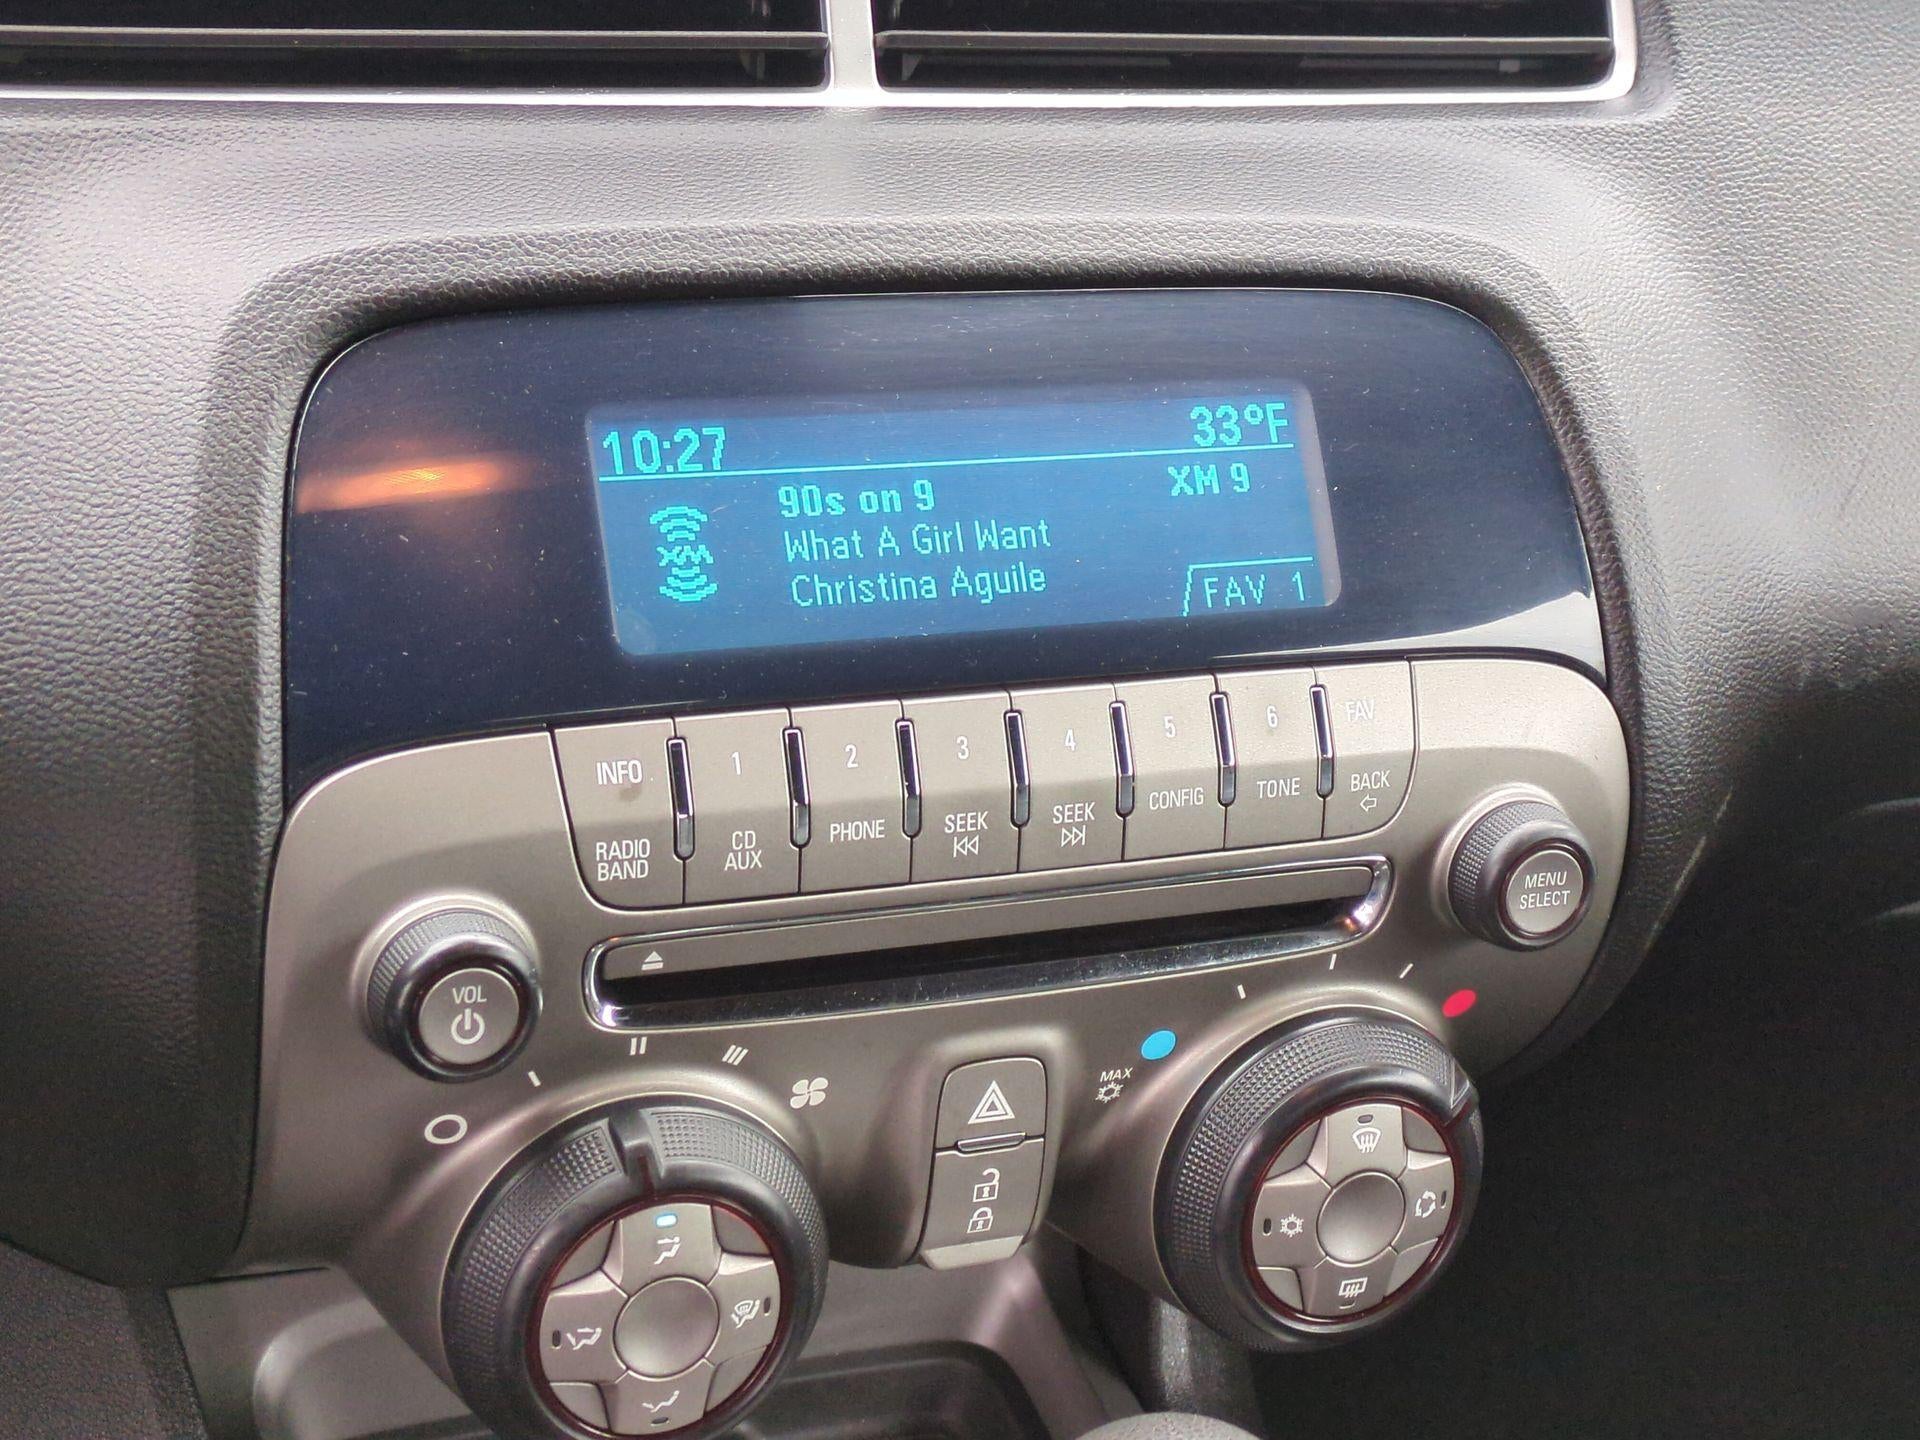 10:27 33°F
90s on 9 XM 9
XM What A Girl Want
Christina Aguile
FAV 1
INFO 1 2 3 4 5 6 FAV
RADIO BAND
CD AUX
PHONE
SEEK
SEEK
CONFIG
TONE
BACK
MENU
SELECT
VOL
MAX